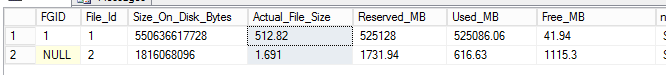 FGID File_Id Size_On_Disk_Bytes Actual_File_Size Reserved_MB Used_MB Free_MB
1 1 1 550636617728 512.82 525128 525086.06 41.94
2 NULL 2 1816068096 1.691 1731.94 616.63 1115.3